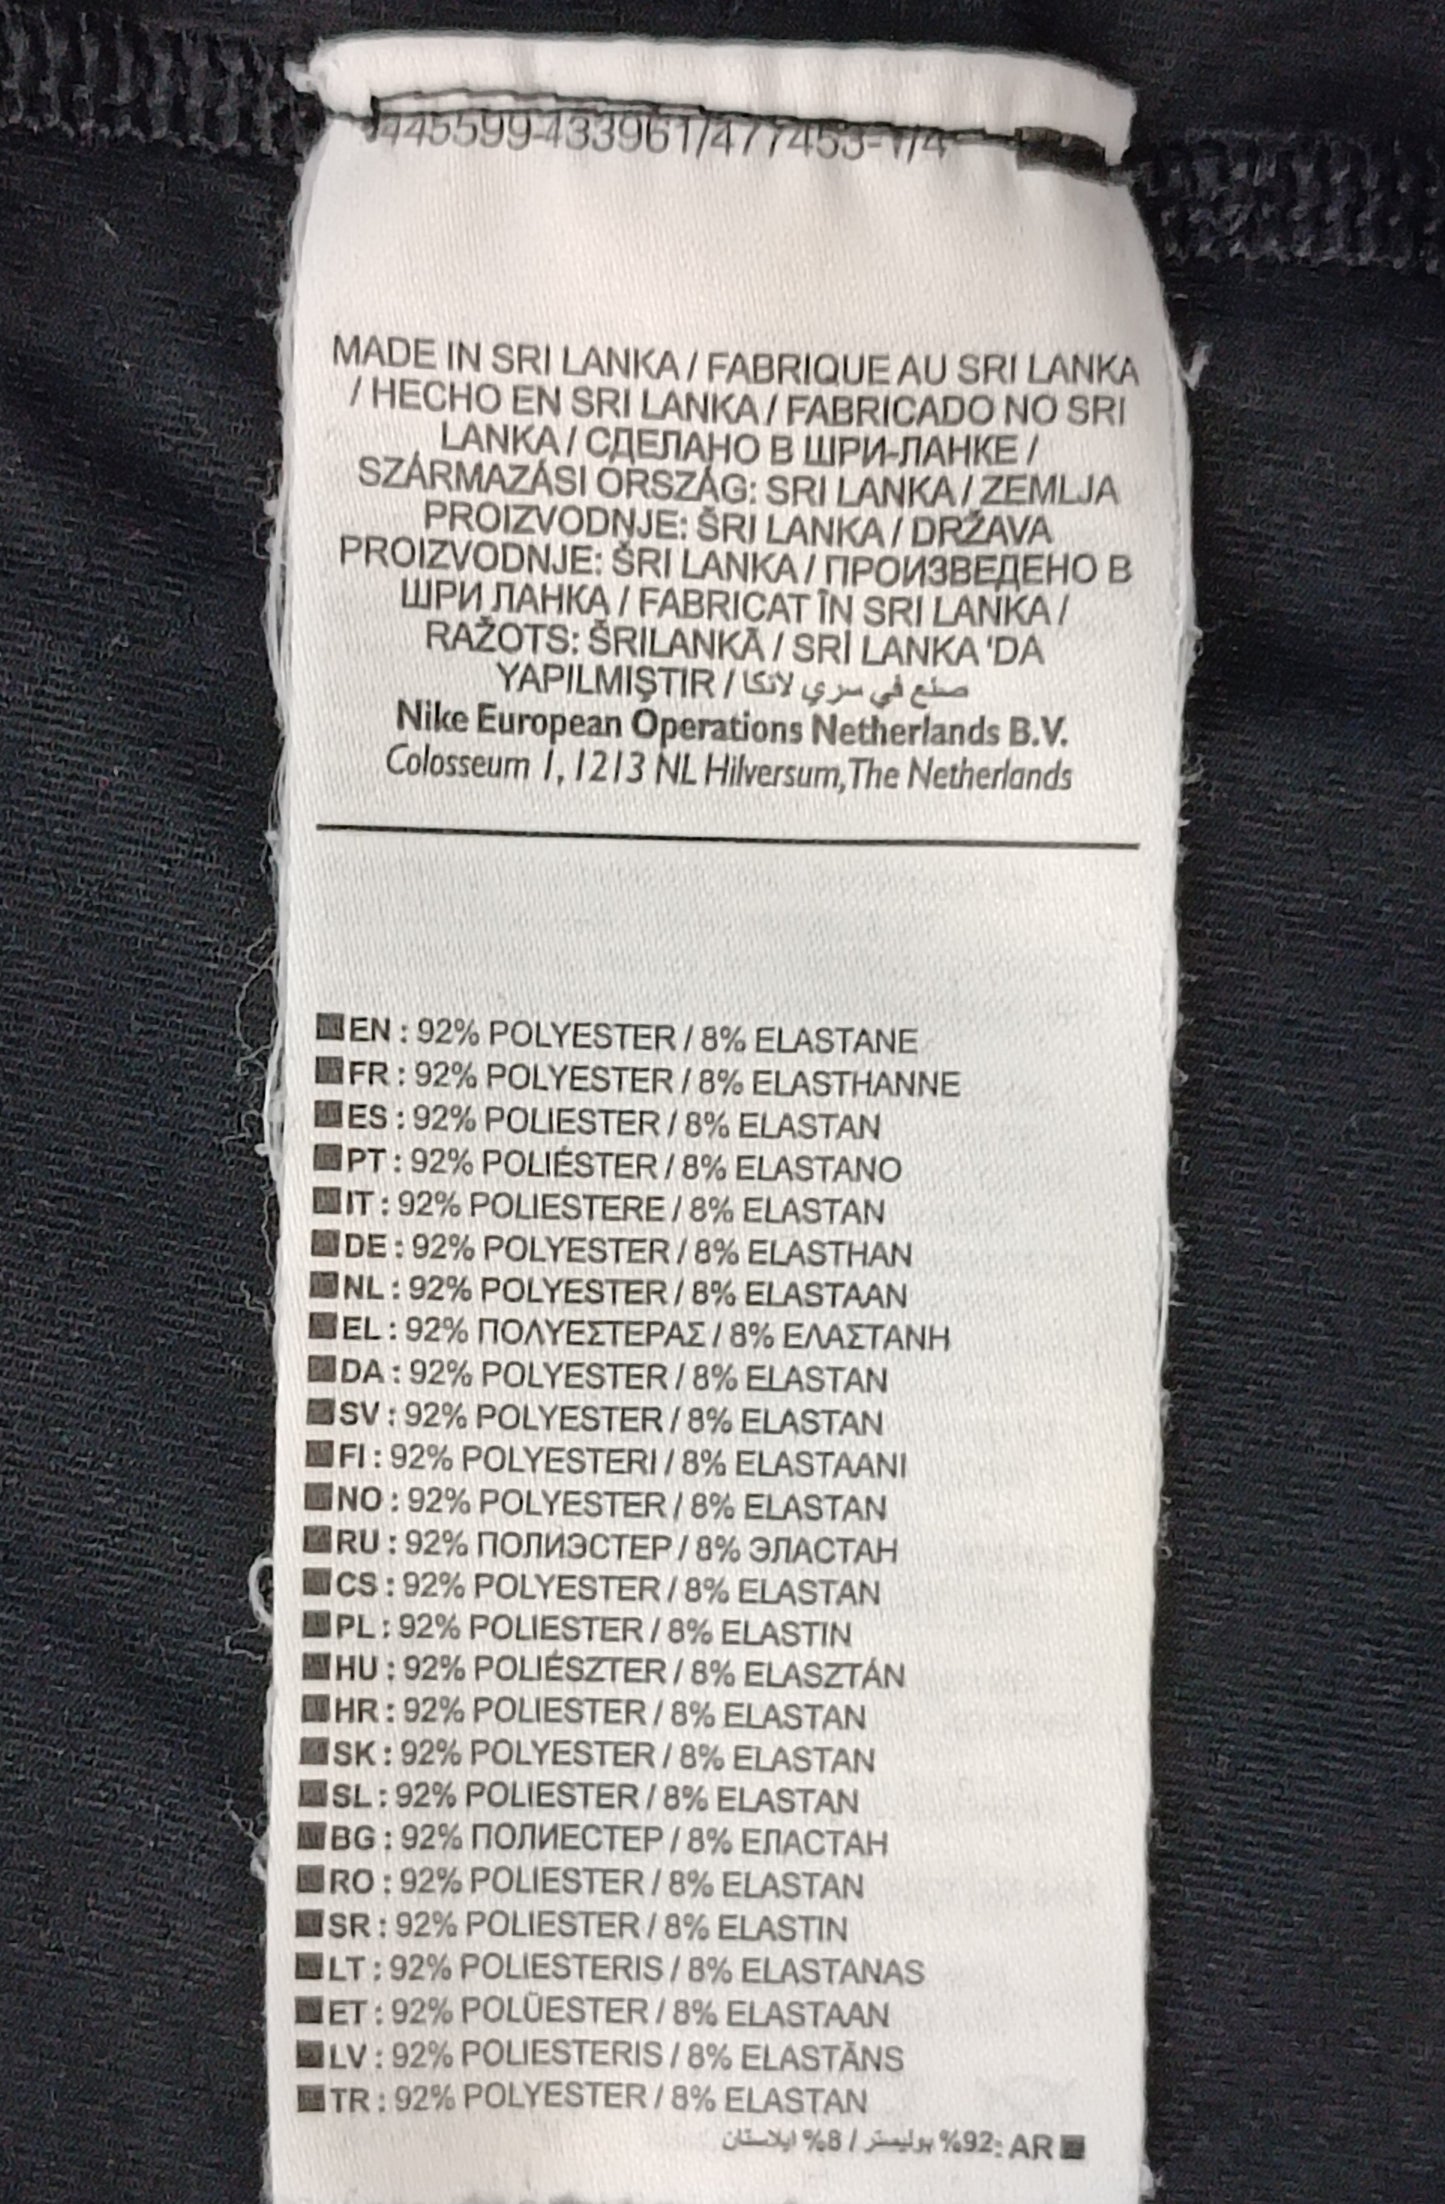 445599-433961/477453-1/4
MADE IN SRI LANKA / FABRIQUE AU SRI LANKA
/ HECHO EN SRI LANKA / FABRICADO NO SRI
LANKA / СДЕЛАНО В ШРИ-ЛАНКЕ /
SZÁRMAZÁSI ORSZÁG: SRI LANKA / ZEMLJA
PROIZVODNJE: ŠRI LANKA / DRŽAVA
PROIZVODNJE: ŠRI LANKA / ПРОИЗВЕДЕНО В
ШРИ ЛАНКА / FABRICAT ÎN SRI LANKA /
RAŽOTS: ŠRILANKĀ / SRİ LANKA 'DA
YAPILMIŞTIR / صنع في سري لانكا
Nike European Operations Netherlands B.V.
Colosseum 1, 1213 NL Hilversum, The Netherlands
EN : 92% POLYESTER / 8% ELASTANE
FR : 92% POLYESTER / 8% ELASTHANNE
ES : 92% POLIESTER / 8% ELASTAN
PT : 92% POLIÉSTER / 8% ELASTANO
IT : 92% POLIESTERE / 8% ELASTAN
DE : 92% POLYESTER / 8% ELASTHAN
NL : 92% POLYESTER / 8% ELASTAAN
EL : 92% ΠΟΛΥΕΣΤΕΡΑΣ / 8% ΕΛΑΣΤΑΝΗ
DA : 92% POLYESTER / 8% ELASTAN
SV : 92% POLYESTER / 8% ELASTAN
FI : 92% POLYESTERI / 8% ELASTAANI
NO : 92% POLYESTER / 8% ELASTAN
RU : 92% ПОЛИЭСТЕР / 8% ЭЛАСТАН
CS : 92% POLYESTER / 8% ELASTAN
PL : 92% POLIESTER / 8% ELASTIN
HU : 92% POLIÉSZTER / 8% ELASZTÁN
HR : 92% POLIESTER / 8% ELASTAN
SK : 92% POLYESTER / 8% ELASTAN
SL : 92% POLIESTER / 8% ELASTAN
BG : 92% ПОЛИЕСТЕР / 8% ЕЛАСТАН
RO : 92% POLIESTER / 8% ELASTAN
SR : 92% POLIESTER / 8% ELASTIN
LT : 92% POLIESTERIS / 8% ELASTANAS
ET : 92% POLÜESTER / 8% ELASTAAN
LV : 92% POLIESTERIS / 8% ELASTĀNS
TR : 92% POLYESTER / 8% ELASTAN
AR :92% بوليستر / 8% ايلاستان